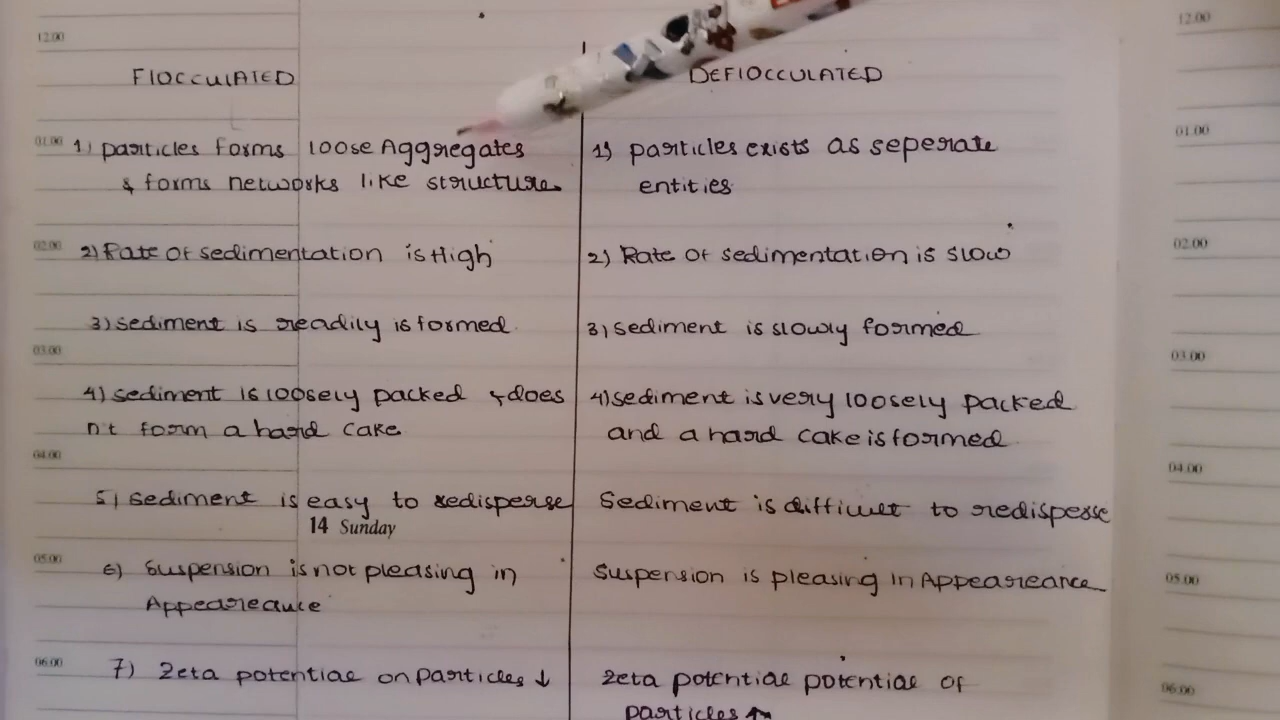 12.00
12.00
FlOCCUlATED
DEFlOCCULATED
01.00
01.00
1) particles forms loose Aggregates
& forms networks like structure.
1) particles exists as seperate
entities.
02.00
02.00
2) Rate of sedimentation is High
2) Rate of sedimentation is slow
3) sediment is readily is formed.
3) sediment is slowly formed
03.00
03.00
4) sediment is loosely packed & does
n't form a hard cake.
4) sediment is very loosely packed
and a hard cake is formed.
04.00
04.00
5) sediment is easy to redisperse
Sediment is difficult to redisperse
14 Sunday
05.00
05.00
6) Suspension is not pleasing in
Appeareance
Suspension is pleasing in Appeareance
06.00
06.00
7) Zeta potential on particles ↓
zeta potential potential of
particles ↑